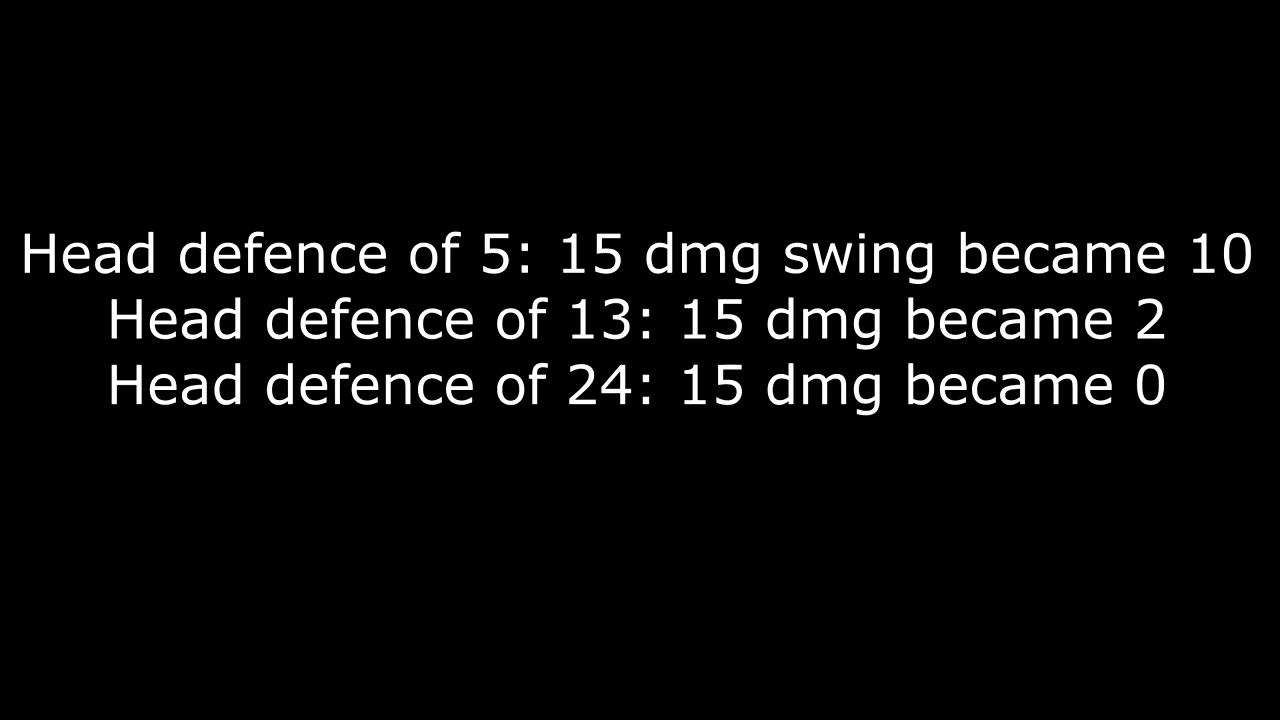 Head defence of 5: 15 dmg swing became 10
Head defence of 13: 15 dmg became 2
Head defence of 24: 15 dmg became 0